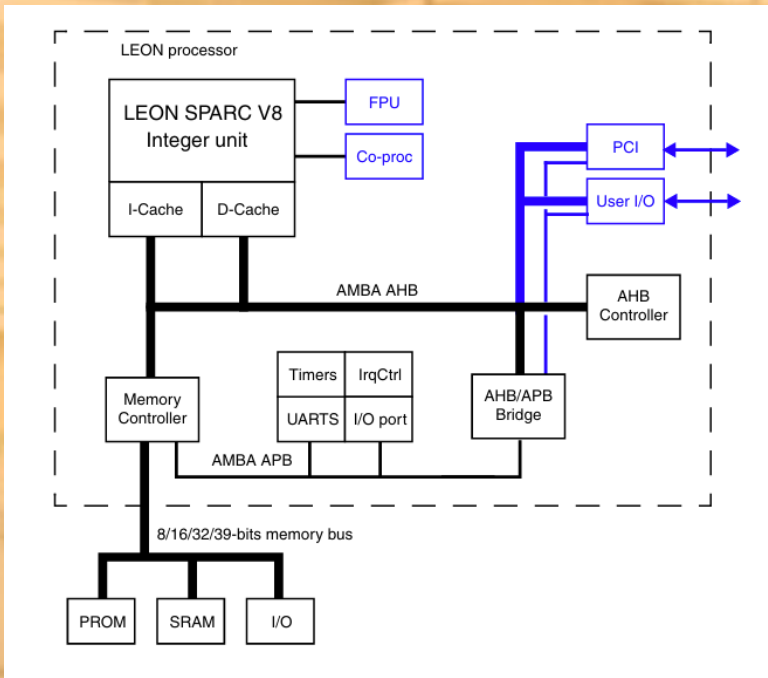 LEON processor
LEON SPARC V8
Integer unit
FPU
Co-proc
I-Cache
D-Cache
PCI
User I/O
AMBA AHB
AHB
Controller
Memory
Controller
Timers
IrqCtrl
UARTS
I/O port
AHB/APB
Bridge
AMBA APB
8/16/32/39-bits memory bus
PROM
SRAM
I/O